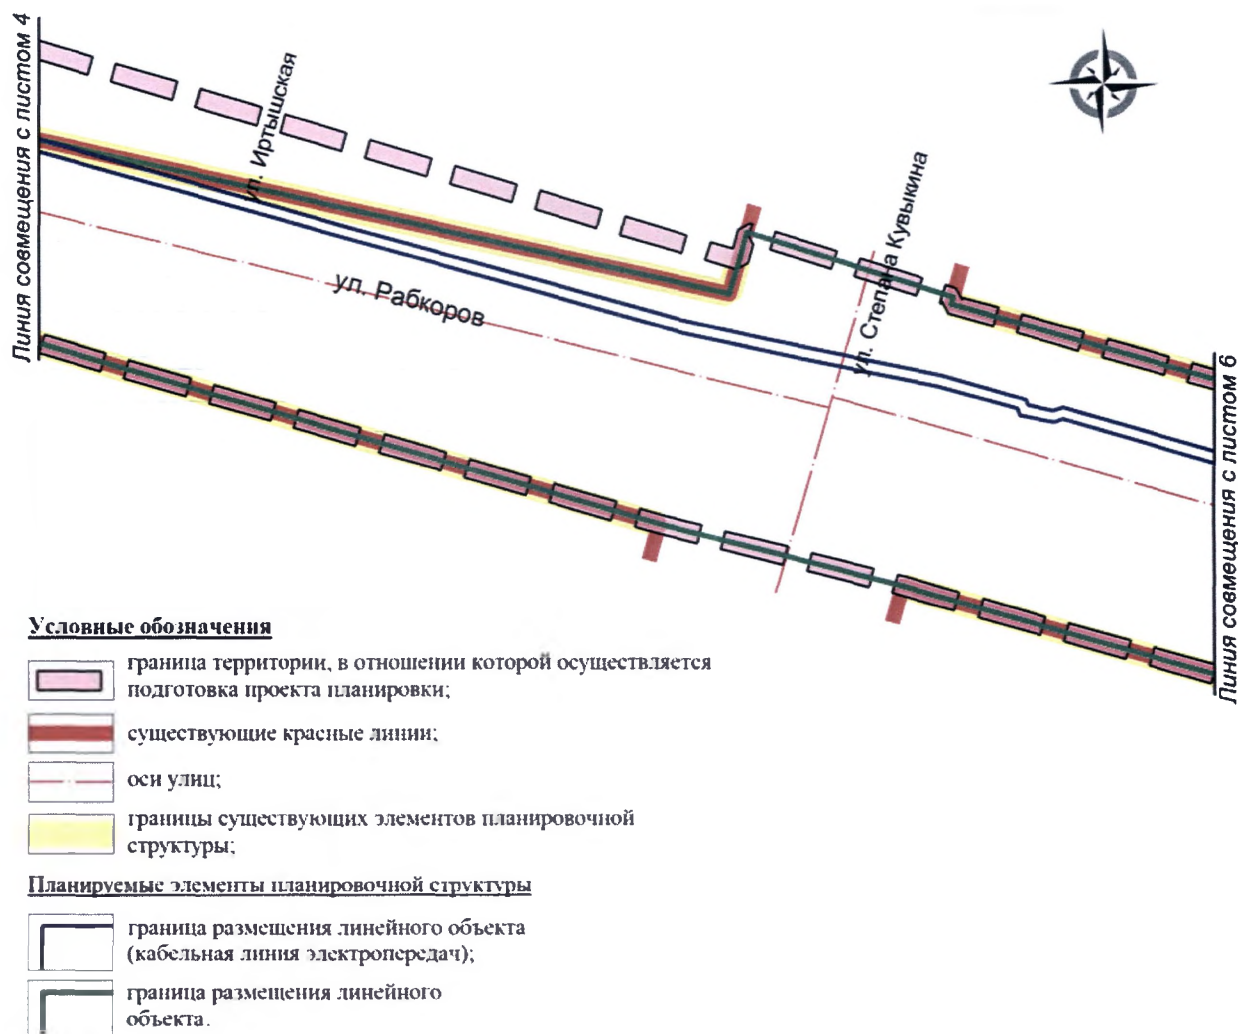 Линия совмещения с листом 4
ул. Иртышская
ул. Рабкоров
ул. Степана Кувыкина
Линия совмещения с листом 6
Условные обозначения
граница территории, в отношении которой осуществляется
подготовка проекта планировки;
существующие красные линии;
оси улиц;
границы существующих элементов планировочной
структуры;
Планируемые элементы планировочной структуры
граница размещения линейного объекта
(кабельная линия электропередач);
граница размещения линейного
объекта.